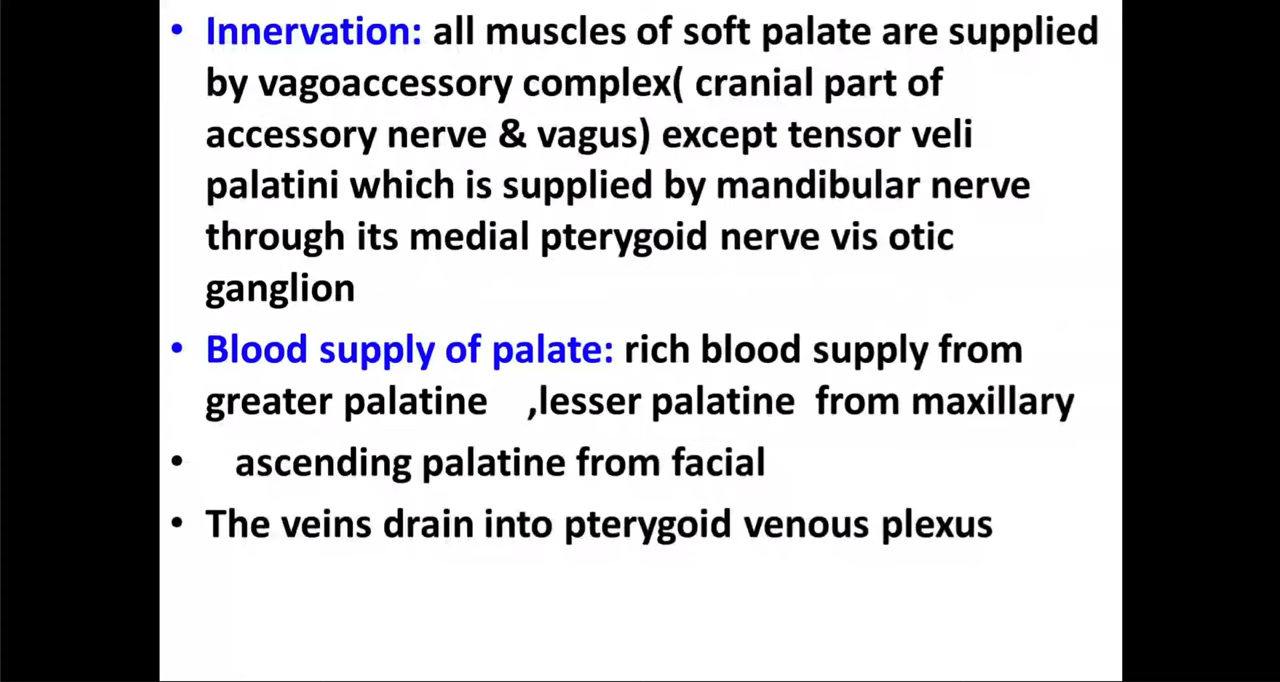 • Innervation: all muscles of soft palate are supplied
by vagoaccessory complex( cranial part of
accessory nerve & vagus) except tensor veli
palatini which is supplied by mandibular nerve
through its medial pterygoid nerve vis otic
ganglion
• Blood supply of palate: rich blood supply from
greater palatine ,lesser palatine from maxillary
• ascending palatine from facial
• The veins drain into pterygoid venous plexus